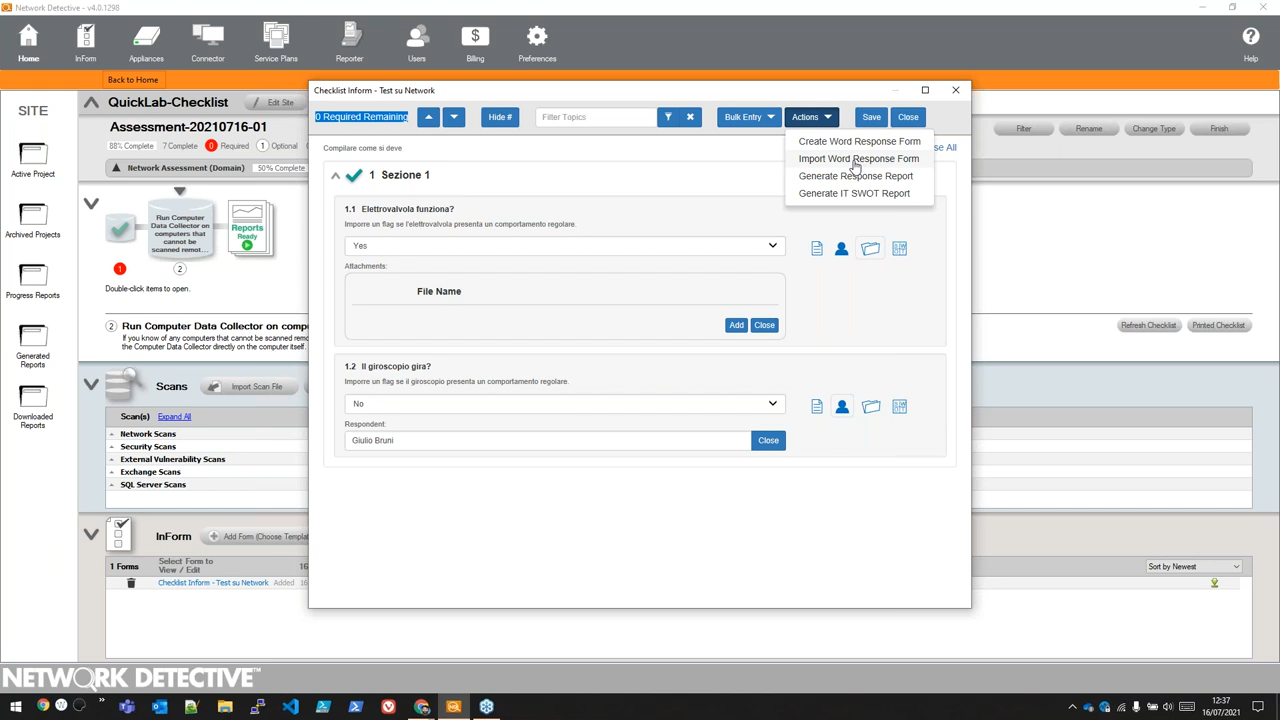 Network Detective - v4.0.1298
Home
InForm
Appliances
Connector
Service Plans
Reporter
Users
$
Billing
Preferences
?
Help
Back to Home
SITE
Active Project
Archived Projects
Progress Reports
Generated
Reports
Downloaded
Reports
QuickLab-Checklist
Edit Site
Assessment-20210716-01
88% Complete
7 Complete
0 Required
1 Optional
Network Assessment (Domain)
50% Complete
Filter
Rename
Change Type
Finish
Run Computer
Data Collector on
computers that
cannot be
scanned remot...
Reports
Ready
1
2
Double-click items to open.
2 Run Computer Data Collector on comp
If you know of any computers that cannot be scanned remo
the Computer Data Collector directly on the computer itself.
Refresh Checklist
Printed Checklist
Scans
Import Scan File
Scan(s)
Expand All
Network Scans
Security Scans
External Vulnerability Scans
Exchange Scans
SQL Server Scans
InForm
Add Form (Choose Templat
1 Forms
Select Form to
View / Edit
16
Sort by Newest
Checklist Inform - Test su Network
Added
16
Checklist Inform - Test su Network
0 Required Remaining
Hide #
Filter Topics
Bulk Entry
Actions
Save
Close
Create Word Response Form
Import Word Response Form
Generate Response Report
Generate IT SWOT Report
se All
Compilare come si deve
1 Sezione 1
1.1 Elettrovalvola funziona?
Imporre un flag se l'elettrovalvola presenta un comportamento regolare.
Yes
S W
O T
Attachments:
File Name
Add
Close
1.2 Il giroscopio gira?
Imporre un flag se il giroscopio presenta un comportamento regolare.
No
S W
O T
Respondent:
Giulio Bruni
Close
NETWORK DETECTIVE™
12:37
16/07/2021